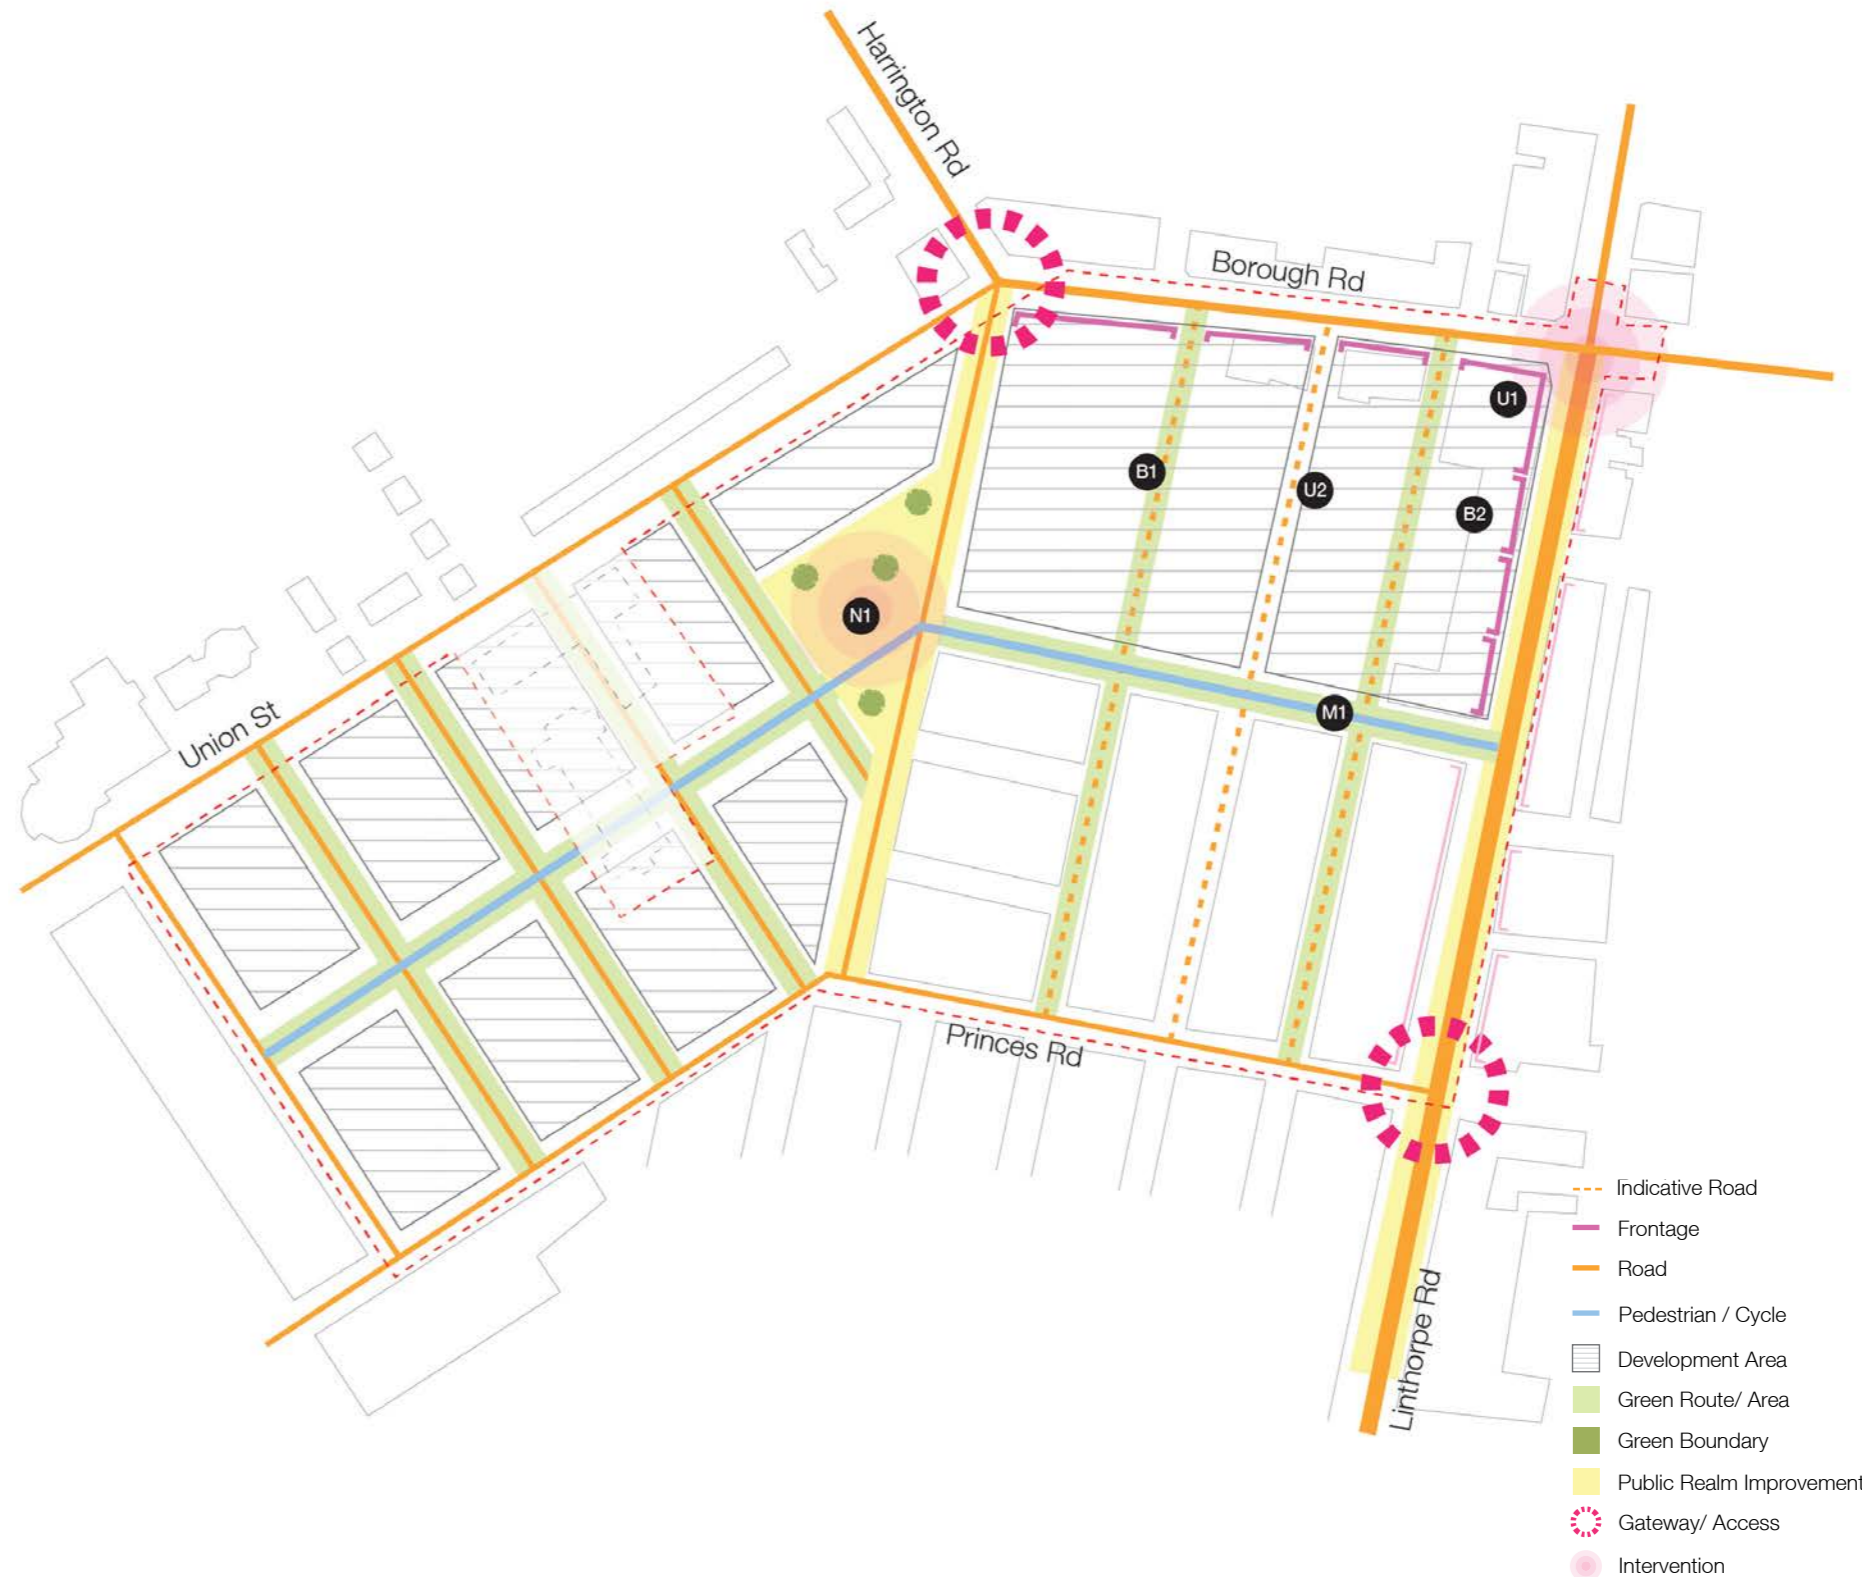 Harrington Rd
Borough Rd
U1
B1
U2
B2
N1
M1
Union St
Princes Rd
Linthorpe Rd
Indicative Road
Frontage
Road
Pedestrian / Cycle
Development Area
Green Route/ Area
Green Boundary
Public Realm Improvement
Gateway/ Access
Intervention